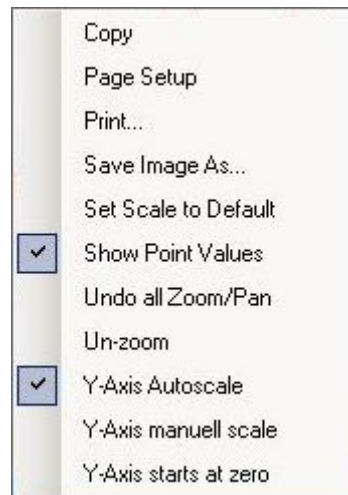 Copy
Page Setup
Print...
Save Image As...
Set Scale to Default
Show Point Values
Undo all Zoom/Pan
Un-zoom
Y-Axis Autoscale
Y-Axis manuell scale
Y-Axis starts at zero